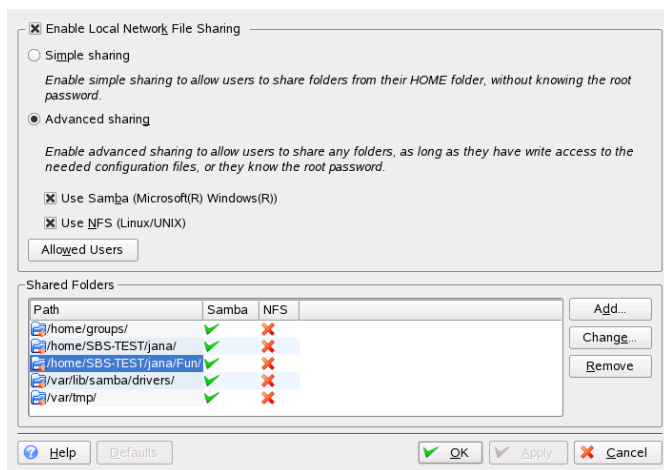 Enable Local Network File Sharing
Simple sharing
Enable simple sharing to allow users to share folders from their HOME folder, without knowing the root
password.
Advanced sharing
Enable advanced sharing to allow users to share any folders, as long as they have write access to the
needed configuration files, or they know the root password.
Use Samba (Microsoft(R) Windows(R))
Use NFS (Linux/UNIX)
Allowed Users
Shared Folders
Path Samba NFS
/home/groups/
/home/SBS-TEST/jana/
/home/SBS-TEST/jana/Fun/
/var/lib/samba/drivers/
/var/tmp/
Add...
Change...
Remove
Help Defaults OK Apply Cancel